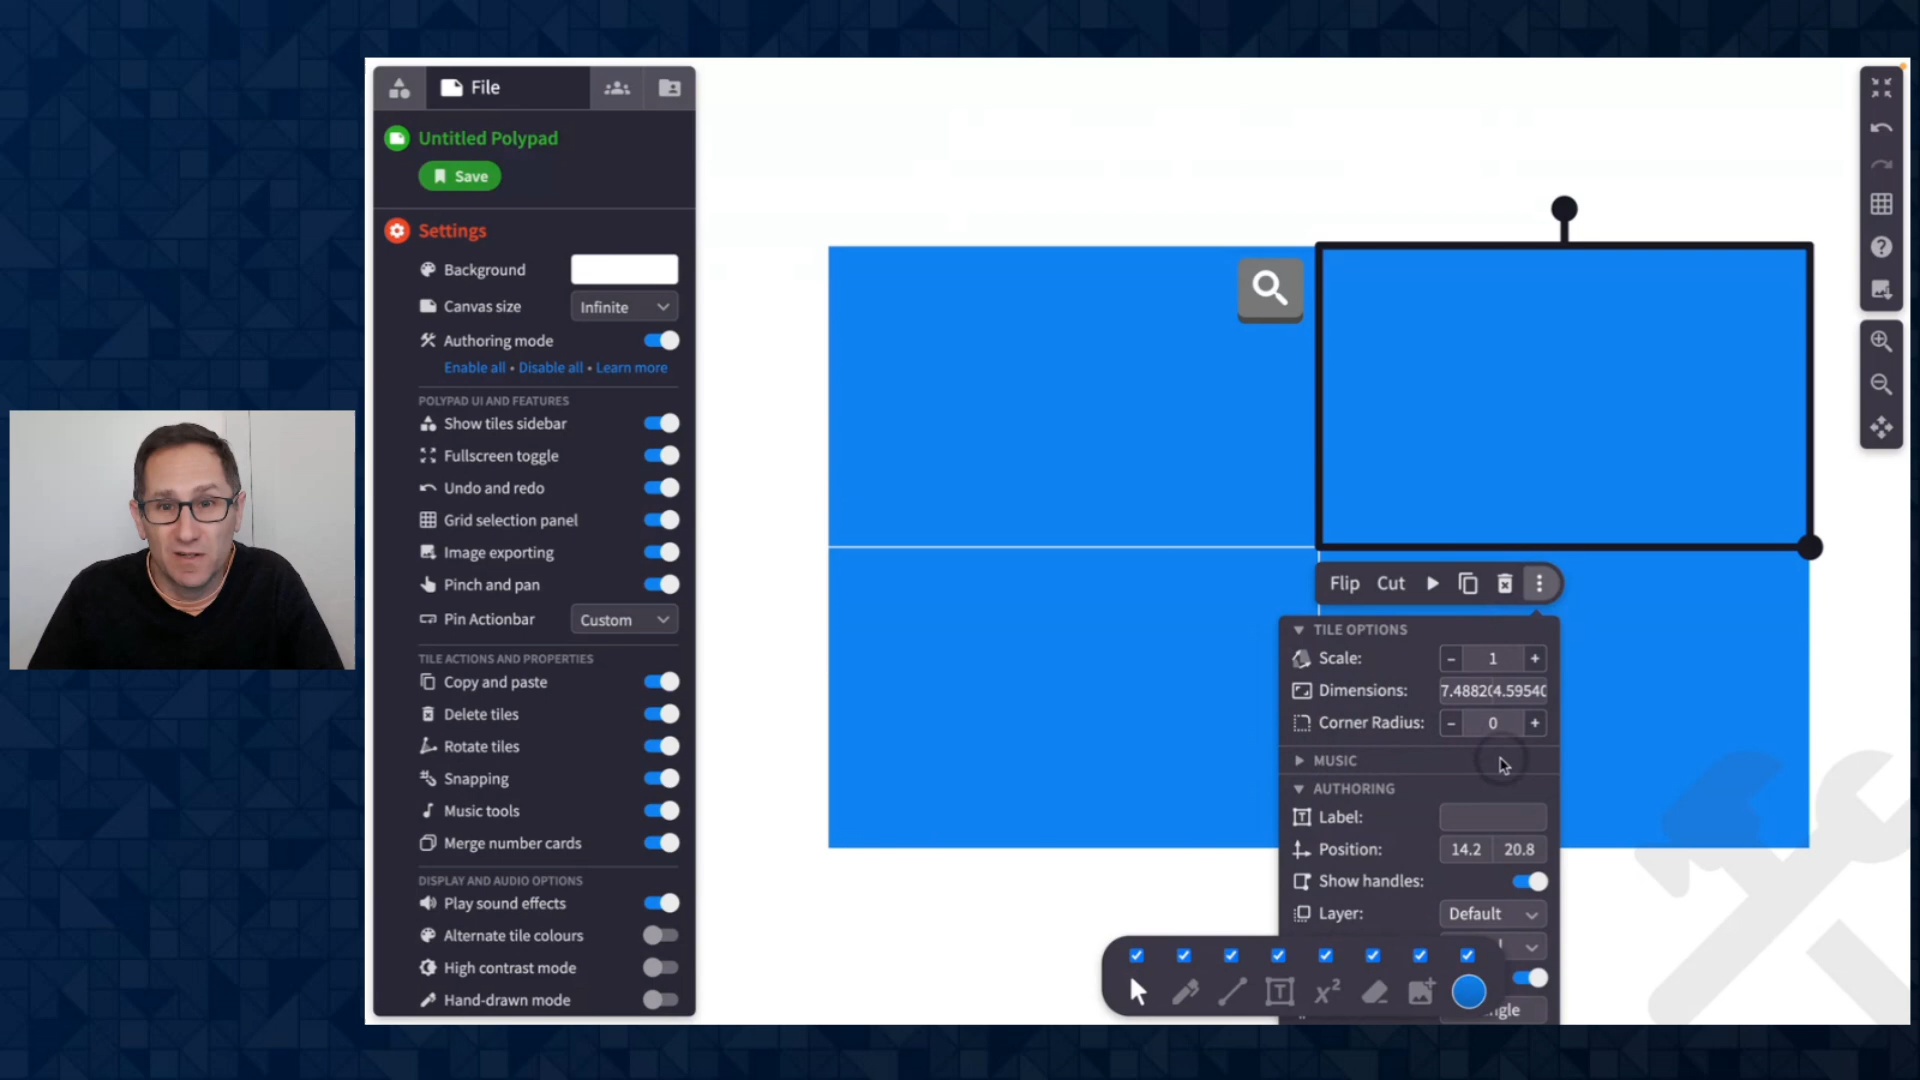 File
Untitled Polypad
Save
Settings
Background
Canvas size Infinite
Authoring mode
Enable all • Disable all • Learn more
POLYPAD UI AND FEATURES
Show tiles sidebar
Fullscreen toggle
Undo and redo
Grid selection panel
Image exporting
Pinch and pan
Pin Actionbar Custom
TILE ACTIONS AND PROPERTIES
Copy and paste
Delete tiles
Rotate tiles
Snapping
Music tools
Merge number cards
DISPLAY AND AUDIO OPTIONS
Play sound effects
Alternate tile colours
High contrast mode
Hand-drawn mode
Flip Cut
TILE OPTIONS
Scale: – 1 +
Dimensions: 7.4882 4.5954
Corner Radius: – 0 +
MUSIC
AUTHORING
Label:
Position: 14.2 20.8
Show handles:
Layer: Default
T x²